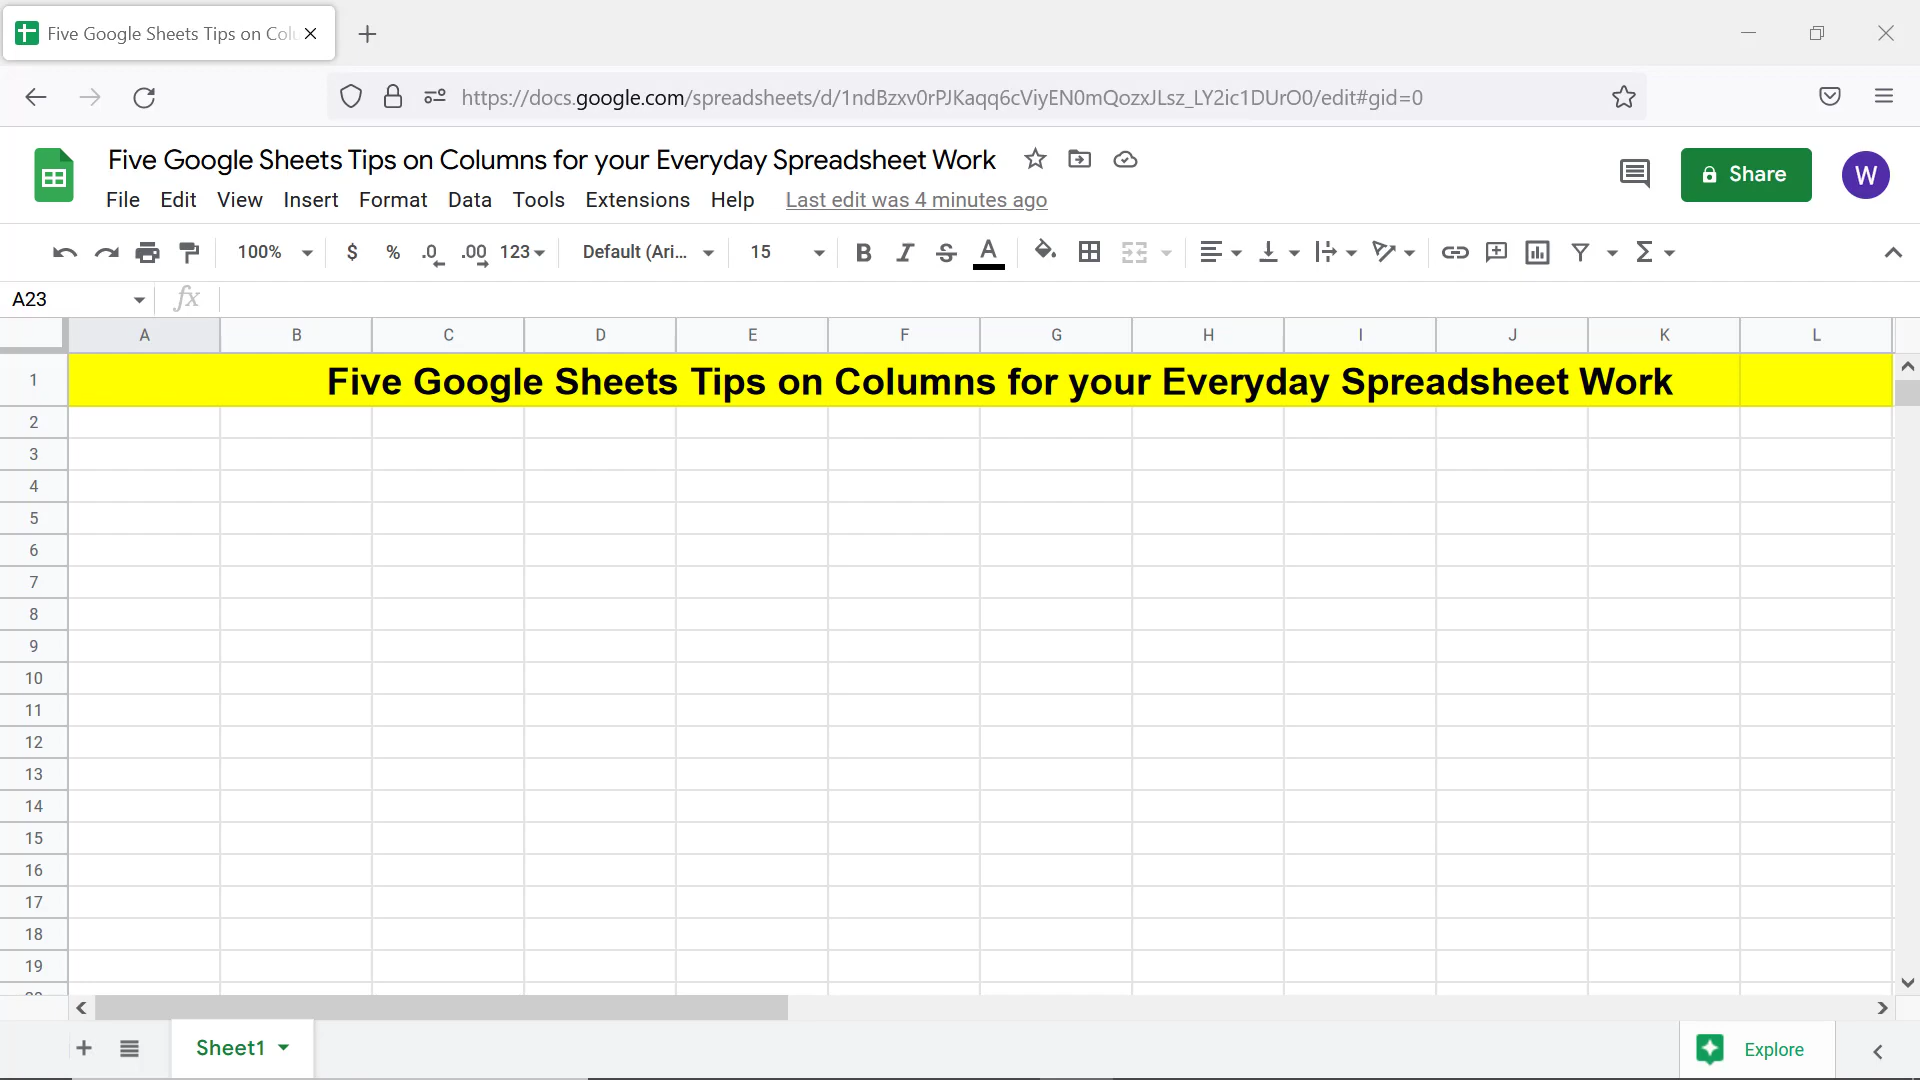 Five Google Sheets Tips on Colu
https://docs.google.com/spreadsheets/d/1ndBzxv0rPJKaqq6cViyEN0mQozxJLsz_LY2ic1DUrO0/edit#gid=0
Five Google Sheets Tips on Columns for your Everyday Spreadsheet Work
Share
W
File Edit View Insert Format Data Tools Extensions Help Last edit was 4 minutes ago
100% $ % .0 .00 123 Default (Ari... 15 B I S A Σ
A23 fx
A B C D E F G H I J K L
1 Five Google Sheets Tips on Columns for your Everyday Spreadsheet Work
2
3
4
5
6
7
8
9
10
11
12
13
14
15
16
17
18
19
Sheet1 Explore